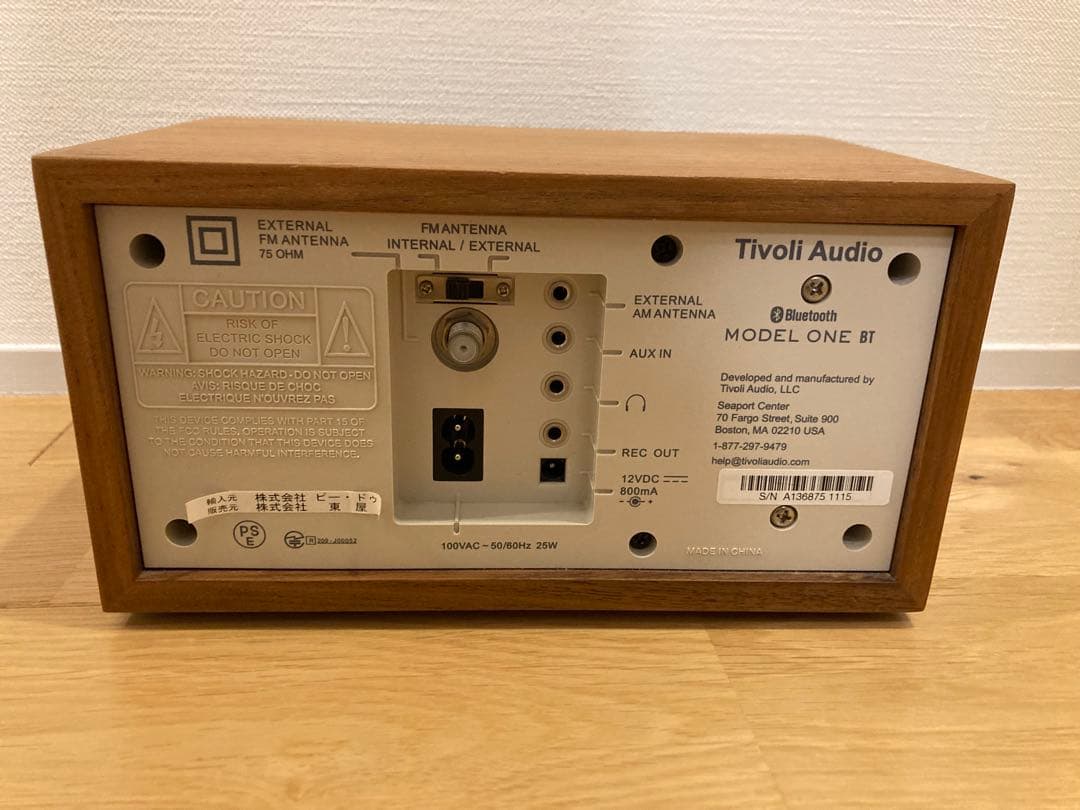 EXTERNAL
FM ANTENNA
75 OHM
FM ANTENNA
INTERNAL / EXTERNAL
Tivoli Audio
Bluetooth
MODEL ONE BT
CAUTION
RISK OF
ELECTRIC SHOCK
DO NOT OPEN
WARNING: SHOCK HAZARD - DO NOT OPEN
AVIS: RISQUE DE CHOC
ELECTRIQUE N'OUVREZ PAS
THIS DEVICE COMPLIES WITH PART 15 OF
THE FCC RULES. OPERATION IS SUBJECT
TO THE CONDITION THAT THIS DEVICE DOES
NOT CAUSE HARMFUL INTERFERENCE.
輸入元 株式会社 ビー・ドゥ
販売元 株式会社 東 屋
PS
E
R 209-J00052
EXTERNAL
AM ANTENNA
AUX IN
REC OUT
12VDC
800mA
100VAC ~ 50/60Hz 25W
Developed and manufactured by
Tivoli Audio, LLC
Seaport Center
70 Fargo Street, Suite 900
Boston, MA 02210 USA
1-877-297-9479
help@tivoliaudio.com
S/N A136875 1115
MADE IN CHINA